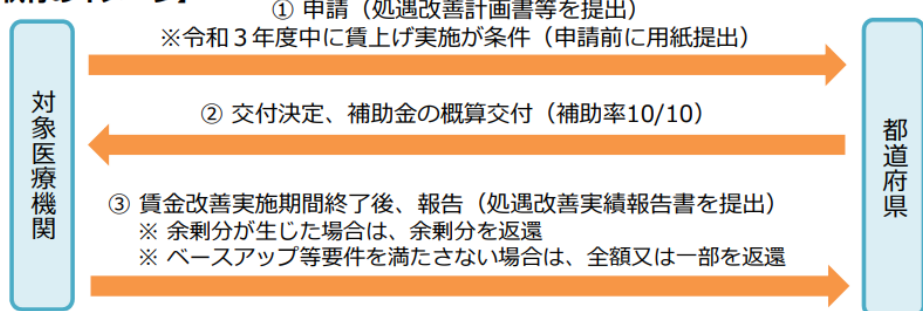 ① 申請（処遇改善計画書等を提出）
※令和３年度中に賃上げ実施が条件（申請前に用紙提出）
対象医療機関
② 交付決定、補助金の概算交付（補助率10/10）
都道府県
③ 賃金改善実施期間終了後、報告（処遇改善実績報告書を提出）
※ 余剰分が生じた場合は、余剰分を返還
※ ベースアップ等要件を満たさない場合は、全額又は一部を返還